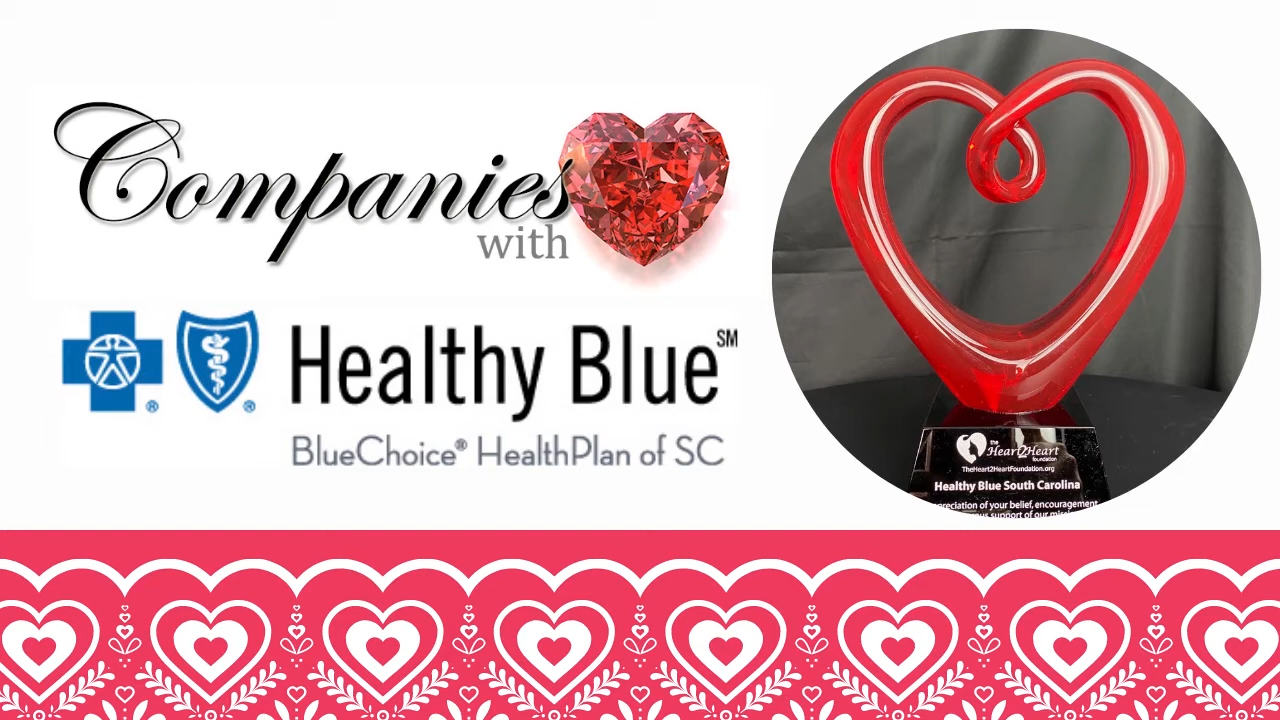 Companies
with
Healthy Blue℠
BlueChoice® HealthPlan of SC
the
Heart2Heart
foundation
TheHeart2HeartFoundation.org
Healthy Blue South Carolina
of your belief, encouragement
support of our